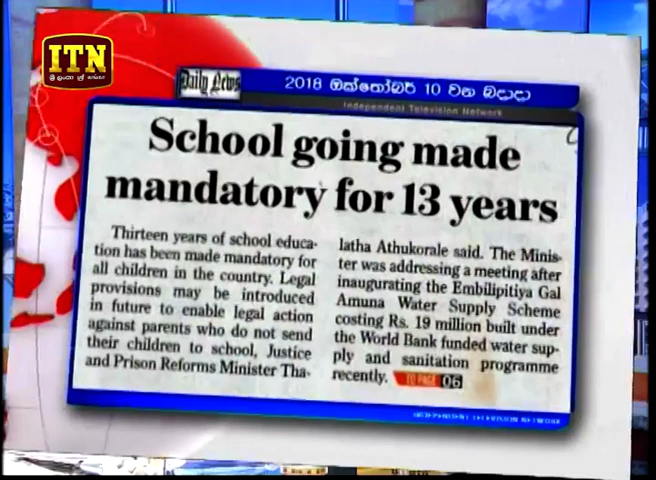 ITN
ශ්‍රී ලංකා ශ්‍රී ශාඛා
Daily News
2018 ඔක්තෝබර් 10 වන බදාදා
Independent Television Network
School going made
mandatory for 13 years
Thirteen years of school educa-
tion has been made mandatory for
all children in the country. Legal
provisions may be introduced
in future to enable legal action
against parents who do not send
their children to school, Justice
and Prison Reforms Minister Tha-
latha Athukorale said. The Minis-
ter was addressing a meeting after
inaugurating the Embilipitiya Gal
Amuna Water Supply Scheme
costing Rs. 19 million built under
the World Bank funded water sup-
ply and sanitation programme
recently. TO PAGE 06
INDEPENDENT TELEVISION NETWORK